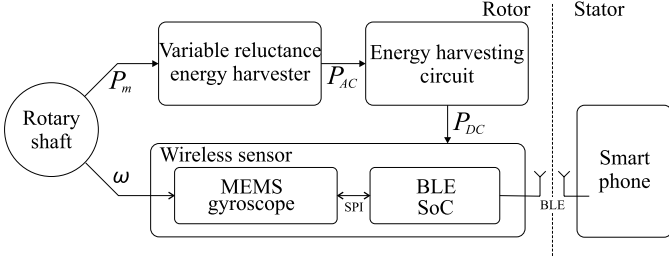 Rotor
Stator
Variable reluctance
energy harvester
Energy harvesting
circuit
P_m
P_AC
P_DC
Rotary
shaft
ω
Wireless sensor
MEMS
gyroscope
SPI
BLE
SoC
BLE
Smart
phone